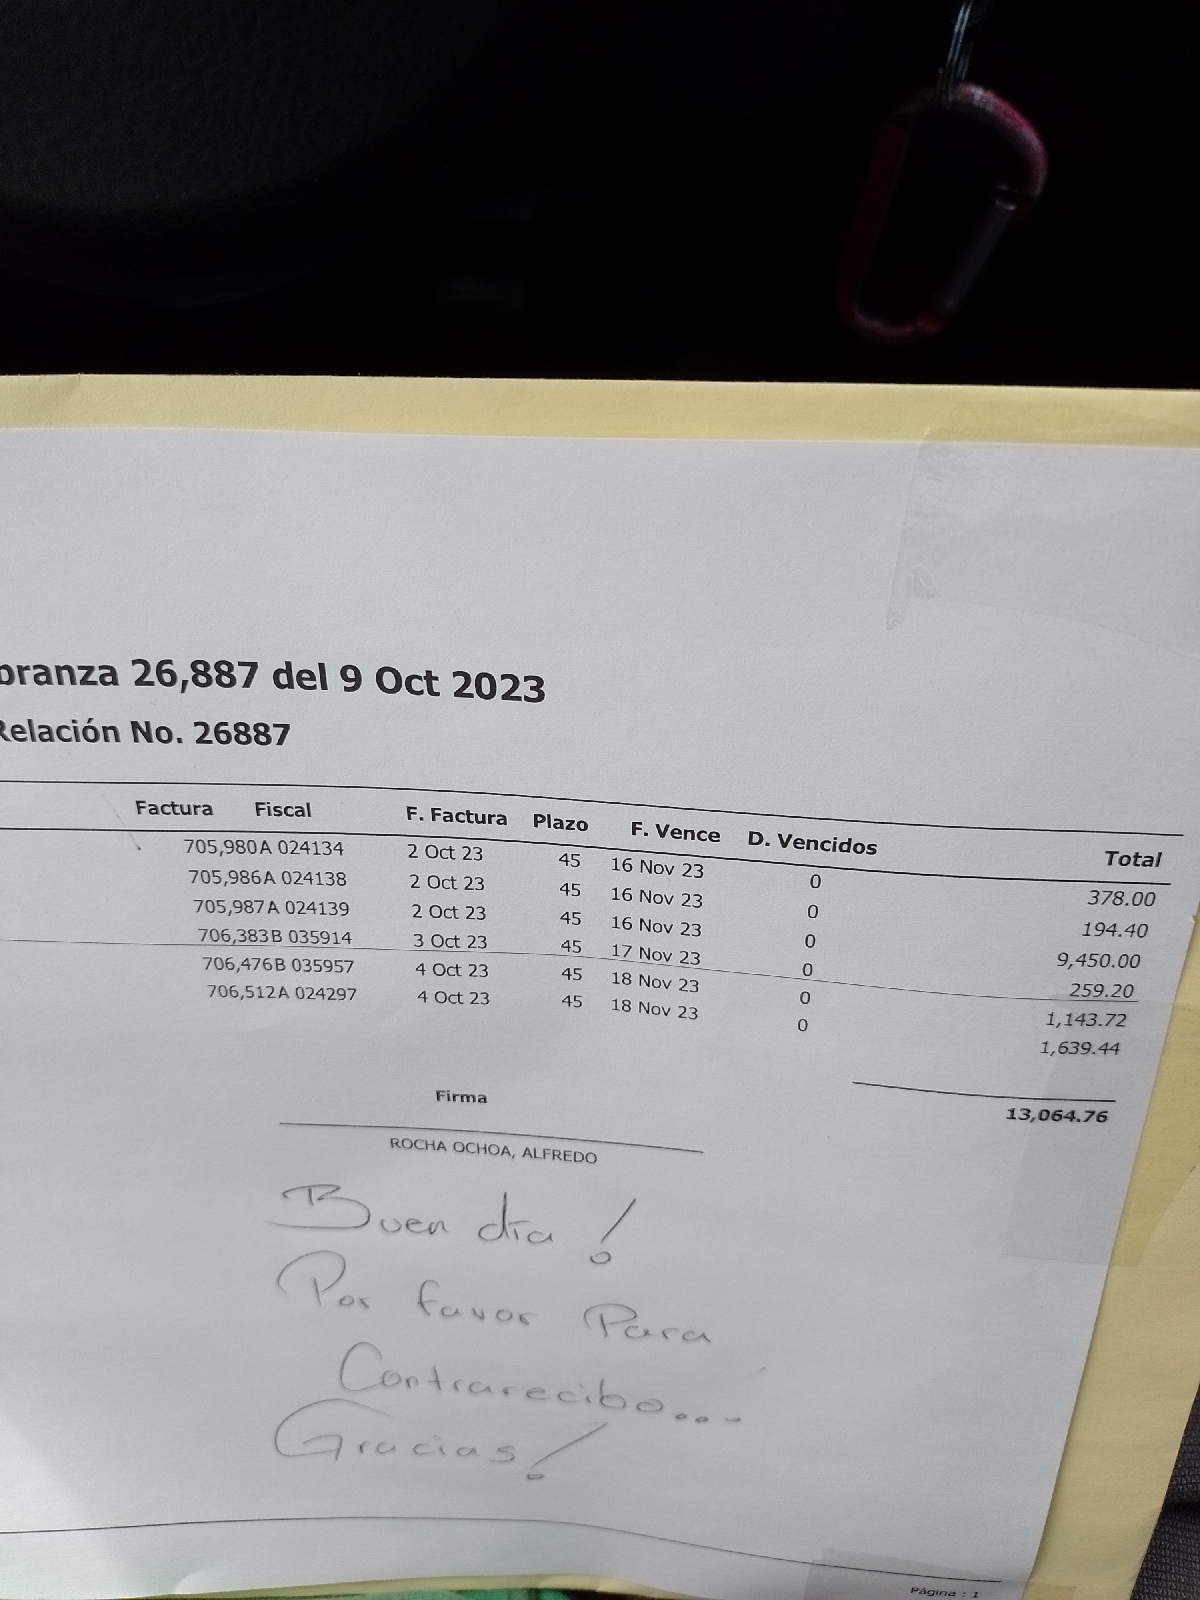 branza 26,887 del 9 Oct 2023
Relación No. 26887
Factura Fiscal F. Factura Plazo F. Vence D. Vencidos Total
705,980A 024134 2 Oct 23 45 16 Nov 23 0 378.00
705,986A 024138 2 Oct 23 45 16 Nov 23 0 194.40
705,987A 024139 2 Oct 23 45 16 Nov 23 0 9,450.00
706,383B 035914 3 Oct 23 45 17 Nov 23 0 259.20
706,476B 035957 4 Oct 23 45 18 Nov 23 0 1,143.72
706,512A 024297 4 Oct 23 45 18 Nov 23 0 1,639.44
13,064.76
Firma
ROCHA OCHOA, ALFREDO
Buen día!
Por favor Para
Contrarecibo....
Gracias!
Página : 1